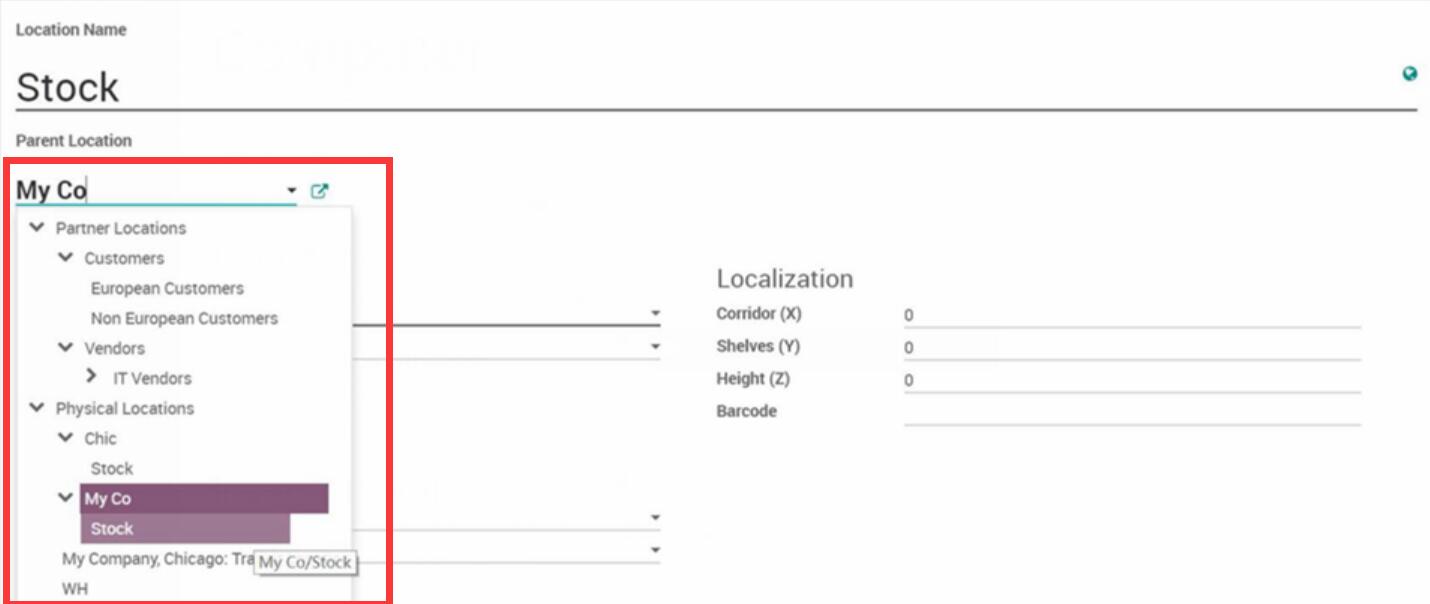 Location Name
Stock
Parent Location
My Co
Partner Locations
Customers
European Customers
Non European Customers
Vendors
IT Vendors
Physical Locations
Chic
Stock
My Co
Stock
My Company, Chicago: Tra
My Co/Stock
WH
Localization
Corridor (X) 0
Shelves (Y) 0
Height (Z) 0
Barcode